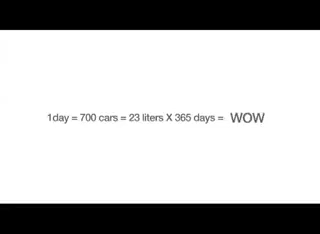 1day = 700 cars = 23 liters X 365 days = WOW